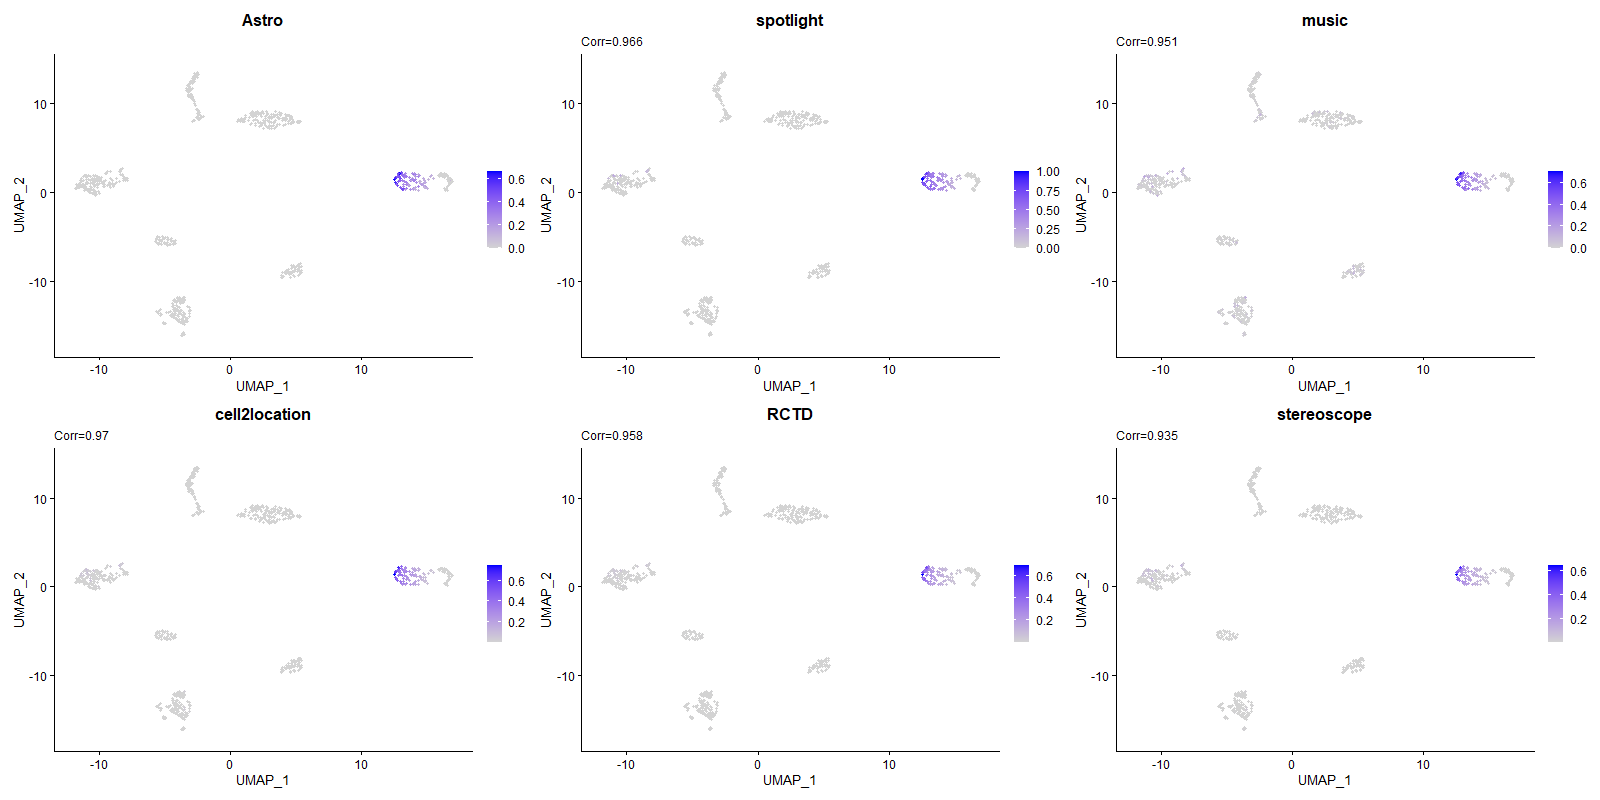 Astro
UMAP_2
10
0
-10
-10
0
10
UMAP_1
0.6
0.4
0.2
0.0
spotlight
Corr=0.966
UMAP_2
10
0
-10
-10
0
10
UMAP_1
1.00
0.75
0.50
0.25
0.00
music
Corr=0.951
UMAP_2
10
0
-10
-10
0
10
UMAP_1
0.6
0.4
0.2
0.0
cell2location
Corr=0.97
UMAP_2
10
0
-10
-10
0
10
UMAP_1
0.6
0.4
0.2
RCTD
Corr=0.958
UMAP_2
10
0
-10
-10
0
10
UMAP_1
0.6
0.4
0.2
stereoscope
Corr=0.935
UMAP_2
10
0
-10
-10
0
10
UMAP_1
0.6
0.4
0.2